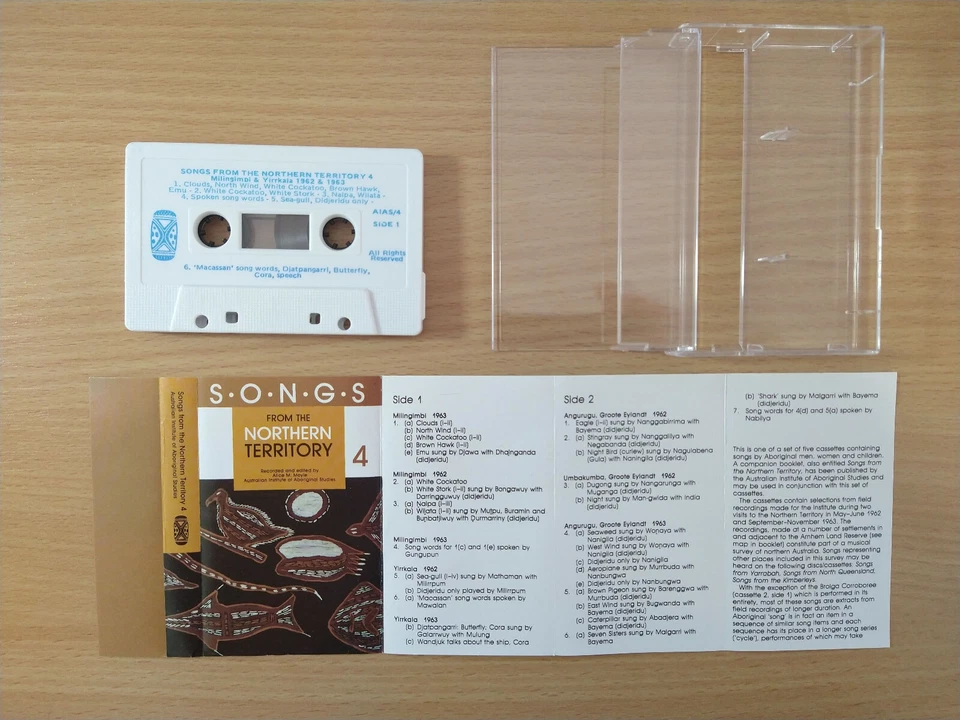 SONGS FROM THE NORTHERN TERRITORY 4
Milingimbi & Yirrkala 1962 & 1963
1. Clouds, North Wind, White Cockatoo, Brown Hawk,
Emu - 2. White Cockatoo, White Stork - 3. Nalpa, Wilata -
4. Spoken song words - 5. Sea-gull, Didjeridu only -
AIAS/4
SIDE 1
All Rights
Reserved
6. 'Macassan' song words, Djatpangarri, Butterfly,
Cora, speech
Songs from the Northern Territory 4
Australian Institute of Aboriginal Studies
S·O·N·G·S
FROM THE
NORTHERN
TERRITORY
4
Recorded and edited by
Alice M. Moyle
Australian Institute of Aboriginal Studies
Side 1
Milingimbi 1963
1. (a) Clouds (i–ii)
(b) North Wind (i–ii)
(c) White Cockatoo (i–ii)
(d) Brown Hawk (i–ii)
(e) Emu sung by Djawa with Dhajnganda
(didjeridu)
Milingimbi 1962
2. (a) White Cockatoo
(b) White Stork (i–ii) sung by Bongawuy with
Darringguwuy (didjeridu)
3. (a) Nalpa (i–ii)
(b) Wijata (i–ii) sung by Mutpu, Buramin and
Bunbatjiwuy with Durmarriny (didjeridu)
Milingimbi 1963
4. Song words for 1(c) and 1(e) spoken by
Gungupun
Yirrkala 1962
5. (a) Sea-gull (i–iv) sung by Mathaman with
Milirrpum
(b) Didjeridu only played by Milirrpum
6. (a) 'Macassan' song words spoken by
Mawalan
Yirrkala 1963
(b) Djatpangarri: Butterfly; Cora sung by
Galarrwuy with Mulung
(c) Wandjuk talks about the ship, Cora
Side 2
Angurugu, Groote Eylandt 1962
1. Eagle (i–ii) sung by Nanggabirrima with
Bayema (didjeridu)
2. (a) Stingray sung by Nanggalilya with
Negabanda (didjeridu)
(b) Night Bird (curlew) sung by Nagulabena
(Gula) with Naningila (didjeridu)
Umbakumba, Groote Eylandt 1962
3. (a) Dugong sung by Nangarunga with
Muganga (didjeridu)
(b) Night sung by Man-gwida with India
(didjeridu)
Angurugu, Groote Eylandt 1963
4. (a) Seaweed sung by Wonaya with
Naniglia (didjeridu)
(b) West Wind sung by Wonaya with
Naniglia (didjeridu)
(c) Didjeridu only by Naniglia
(d) Aeroplane sung by Murrbuda with
Nanbungwa
(e) Didjeridu only by Nanbungwa
5. (a) Brown Pigeon sung by Barenggwa with
Murrbuda (didjeridu)
(b) East Wind sung by Bugwanda with
Bayema (didjeridu)
(c) Caterpillar sung by Abadjera with
Bayema (didjeridu)
6. (a) Seven Sisters sung by Malgarri with
Bayema
(b) 'Shark' sung by Malgarri with Bayema
(didjeridu)
7. Song words for 4(d) and 5(a) spoken by
Nabilya
This is one of a set of five cassettes containing
songs by Aboriginal men, women and children.
A companion booklet, also entitled Songs from
the Northern Territory, has been published by
the Australian Institute of Aboriginal Studies and
may be used in conjunction with this set of
cassettes.
The cassettes contain selections from field
recordings made for the Institute during two
visits to the Northern Territory in May–June 1962
and September–November 1963. The
recordings, made at a number of settlements in
and adjacent to the Arnhem Land Reserve (see
map in booklet) constitute part of a musical
survey of northern Australia. Songs representing
other places included in this survey may be
heard on the following discs/cassettes: Songs
from Yarrabah, Songs from North Queensland,
Songs from the Kimberleys.
With the exception of the Brolga Corroboree
(cassette 2, side 1) which is performed in its
entirety, most of these songs are extracts from
field recordings of longer duration. An
Aboriginal 'song' is in fact an item in a
sequence of similar song items and each
sequence has its place in a longer song series
('cycle'), performances of which may take